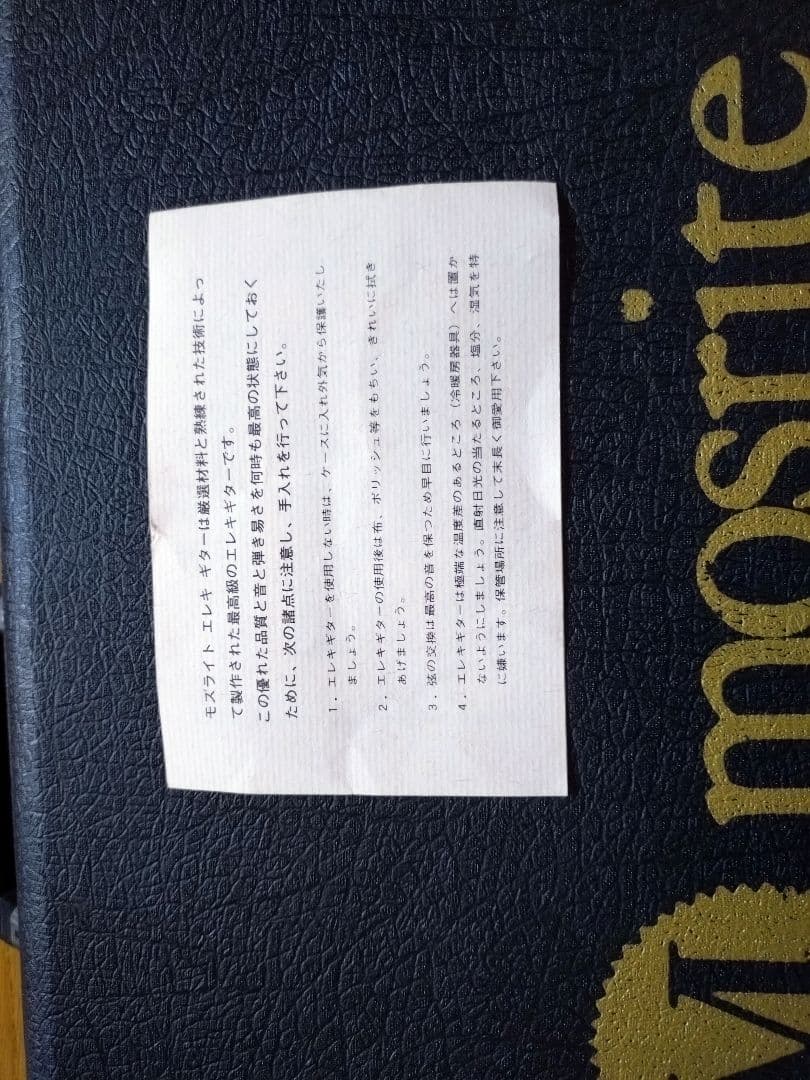 モズライト エレキ ギターは厳選材料と熟練された技術によっ
て製作された最高級のエレキギターです。
この優れた品質と音と弾き易さを何時も最高の状態にしておく
ために、次の諸点に注意し、手入れを行って下さい。
1．エレキギターを使用しない時は、ケースに入れ外気から保護いたし
ましょう。
2．エレキギターの使用後は布、ポリッシュ等をもちい、きれいに拭き
あげましょう。
3．弦の交換は最高の音を保つため早目に行いましょう。
4．エレキギターは極端な温度差のあるところ（冷暖房器具）へは置か
ないようにしましょう。直射日光の当たるところ、塩分、湿気を特
に嫌います。保管場所に注意して末長く御愛用下さい。
M mosrite